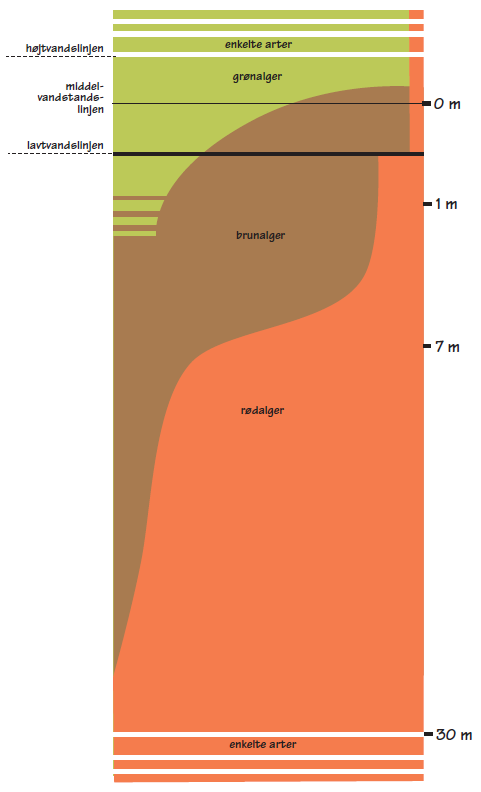 enkelte arter
højtvandslinjen
grønalger
middel-
vandstands-
linjen
0 m
lavtvandslinjen
1 m
brunalger
7 m
rødalger
30 m
enkelte arter